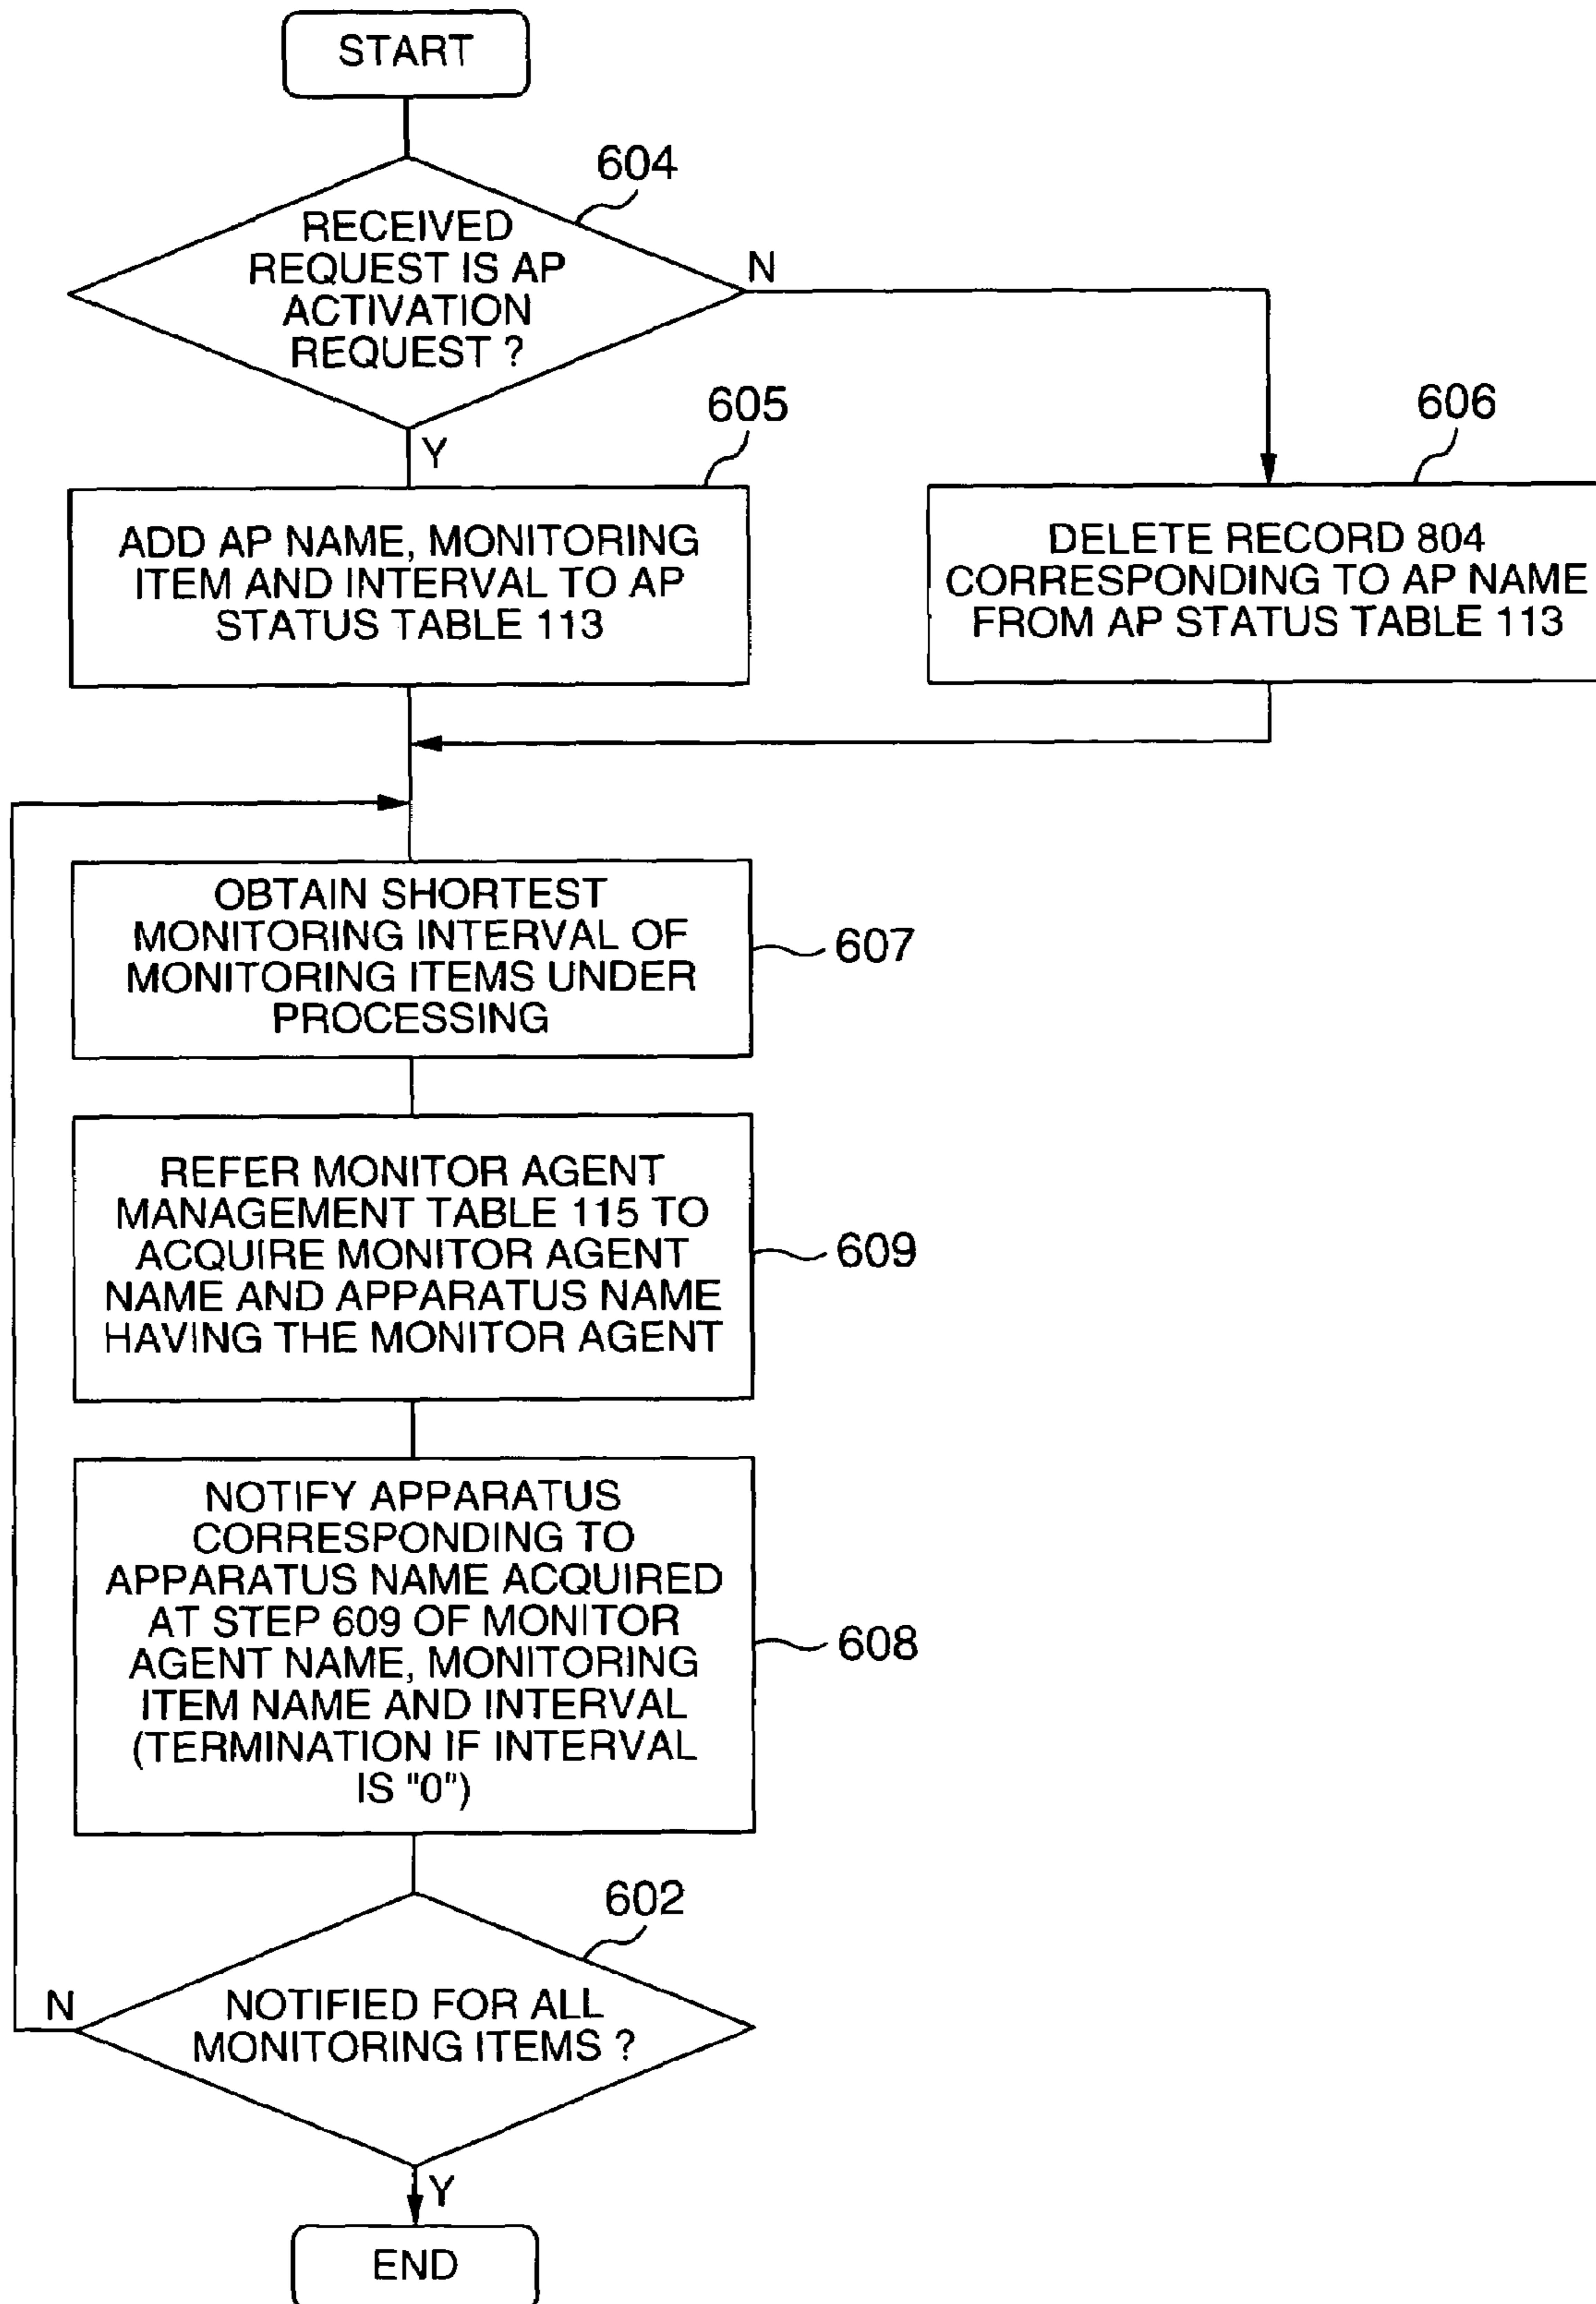 START
604
RECEIVED
REQUEST IS AP
ACTIVATION
REQUEST ?
N
Y
605
ADD AP NAME, MONITORING
ITEM AND INTERVAL TO AP
STATUS TABLE 113
606
DELETE RECORD 804
CORRESPONDING TO AP NAME
FROM AP STATUS TABLE 113
OBTAIN SHORTEST
MONITORING INTERVAL OF
MONITORING ITEMS UNDER
PROCESSING
607
REFER MONITOR AGENT
MANAGEMENT TABLE 115 TO
ACQUIRE MONITOR AGENT
NAME AND APPARATUS NAME
HAVING THE MONITOR AGENT
609
NOTIFY APPARATUS
CORRESPONDING TO
APPARATUS NAME ACQUIRED
AT STEP 609 OF MONITOR
AGENT NAME, MONITORING
ITEM NAME AND INTERVAL
(TERMINATION IF INTERVAL
IS "0")
608
602
N
NOTIFIED FOR ALL
MONITORING ITEMS ?
Y
END